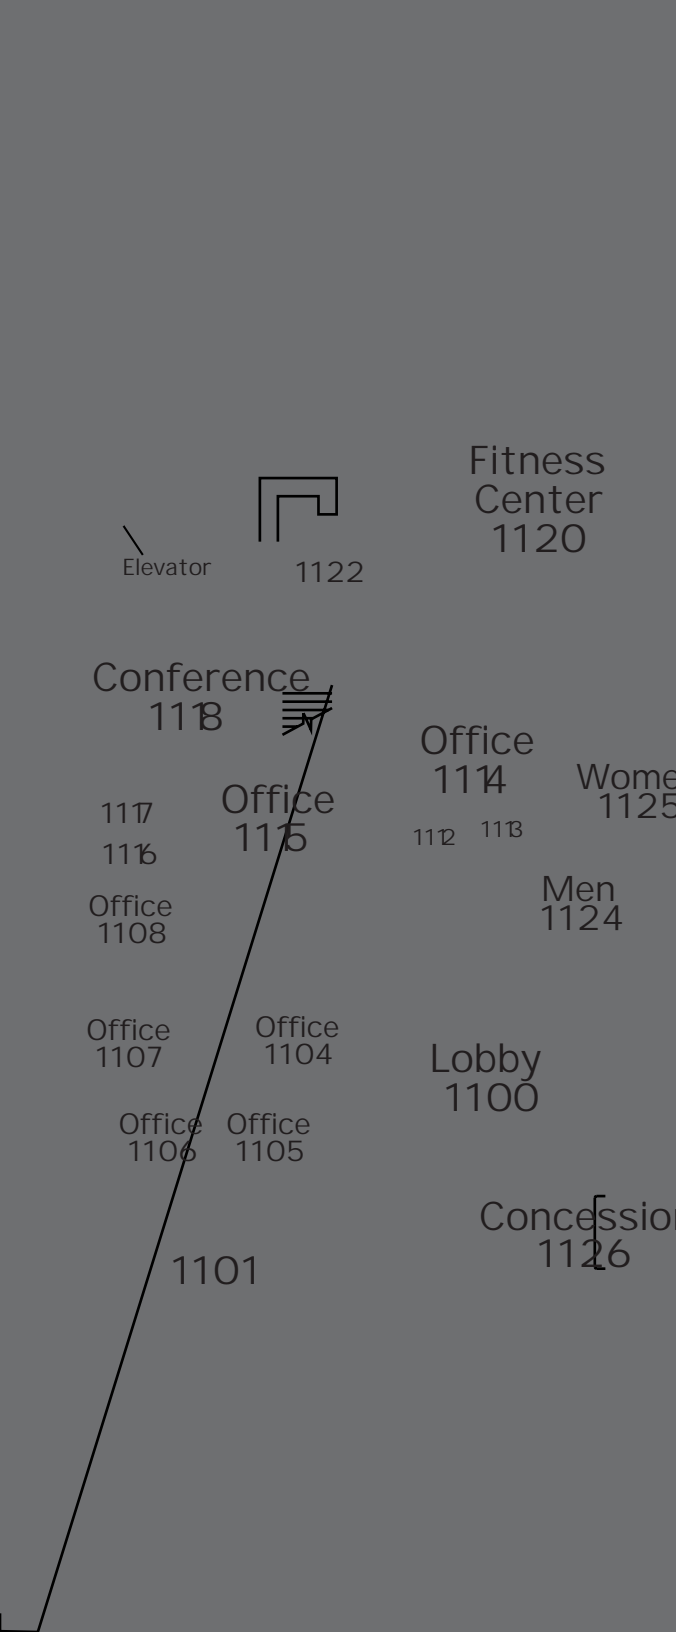 Fitness
Center
1120
Elevator
1122
Conference
1118
Office
1114
Wome
1125
1117
Office
1115
1112
1113
1116
Men
1124
Office
1108
Office
1107
Office
1104
Lobby
1100
Office
1106
Office
1105
Concession
1126
1101